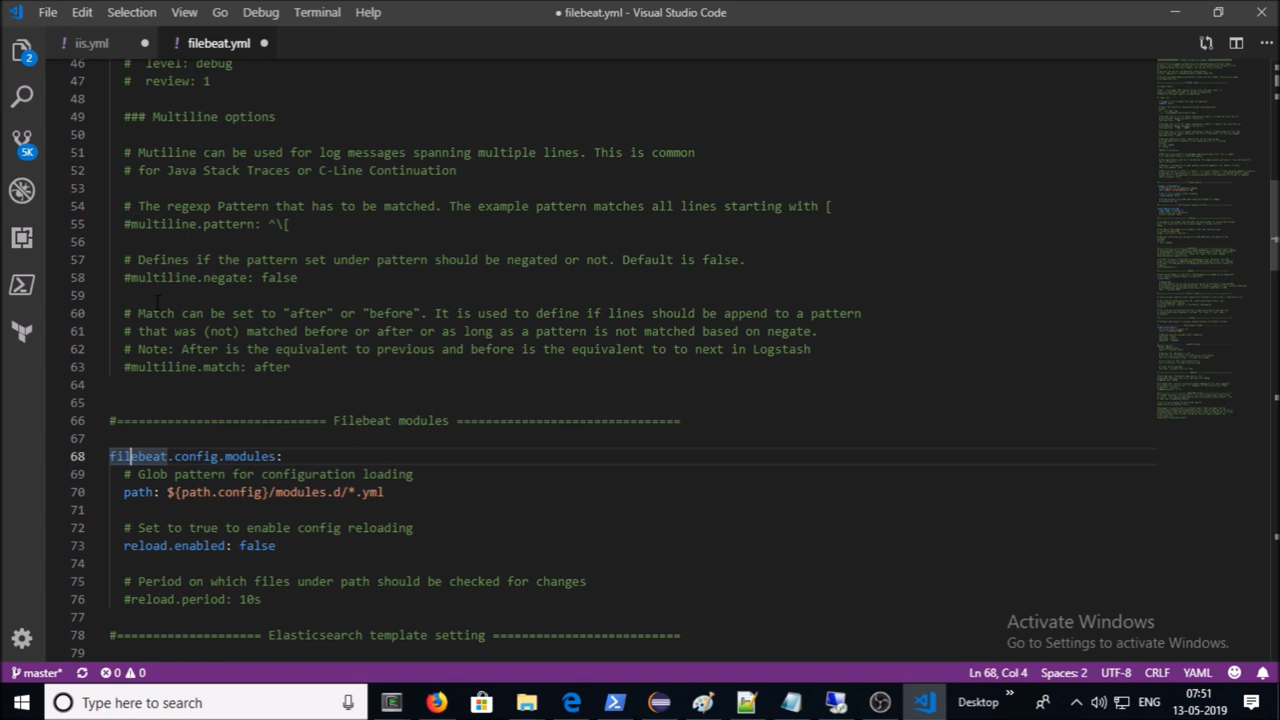 File Edit Selection View Go Debug Terminal Help
● filebeat.yml - Visual Studio Code
! iis.yml ●
! filebeat.yml ●
2
5K
46 # level: debug
47 # review: 1
48
49 ### Multiline options
50
51 # Mutiline can be used for log messages spanning multiple lines. This is common
52 # for Java Stack Traces or C-Line Continuation
53
54 # The regexp Pattern that has to be matched. The example pattern matches all lines starting with [
55 #multiline.pattern: ^\[
56
57 # Defines if the pattern set under pattern should be negated or not. Default is false.
58 #multiline.negate: false
59
60 # Match can be set to "after" or "before". It is used to define if lines should be append to a pattern
61 # that was (not) matched before or after or as long as a pattern is not matched based on negate.
62 # Note: After is the equivalent to previous and before is the equivalent to to next in Logstash
63 #multiline.match: after
64
65
66 #============================ Filebeat modules ===============================
67
68 filebeat.config.modules:
69 # Glob pattern for configuration loading
70 path: ${path.config}/modules.d/*.yml
71
72 # Set to true to enable config reloading
73 reload.enabled: false
74
75 # Period on which files under path should be checked for changes
76 #reload.period: 10s
77
78 #==================== Elasticsearch template setting ==========================
79
Activate Windows
Go to Settings to activate Windows.
master* 0 0 Ln 68, Col 4 Spaces: 2 UTF-8 CRLF YAML
Type here to search
Desktop
ENG
07:51
13-05-2019